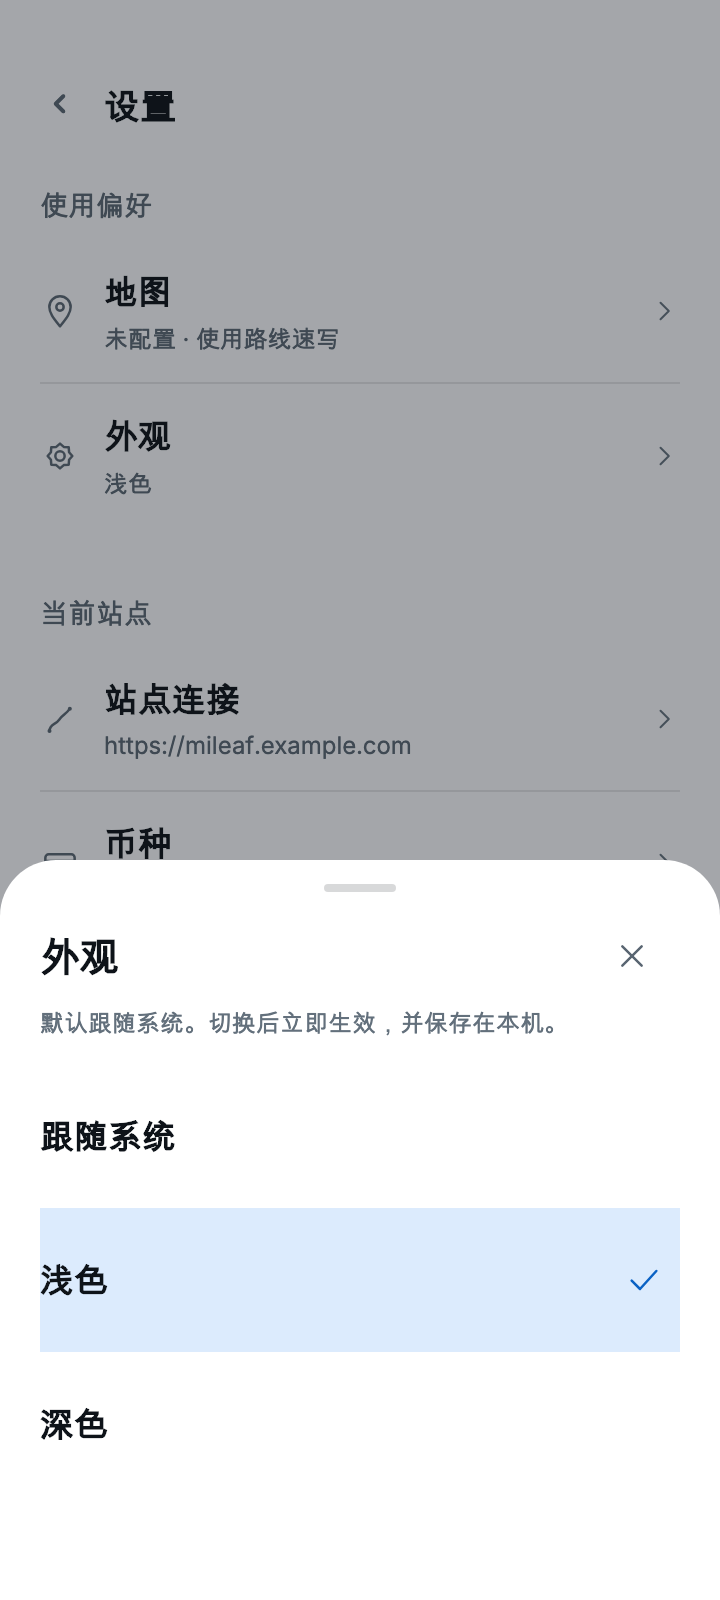 设置
使用偏好
地图
未配置 · 使用路线速写
外观
浅色
当前站点
站点连接
https://mileaf.example.com
币种
外观
默认跟随系统。切换后立即生效，并保存在本机。
跟随系统
浅色
深色